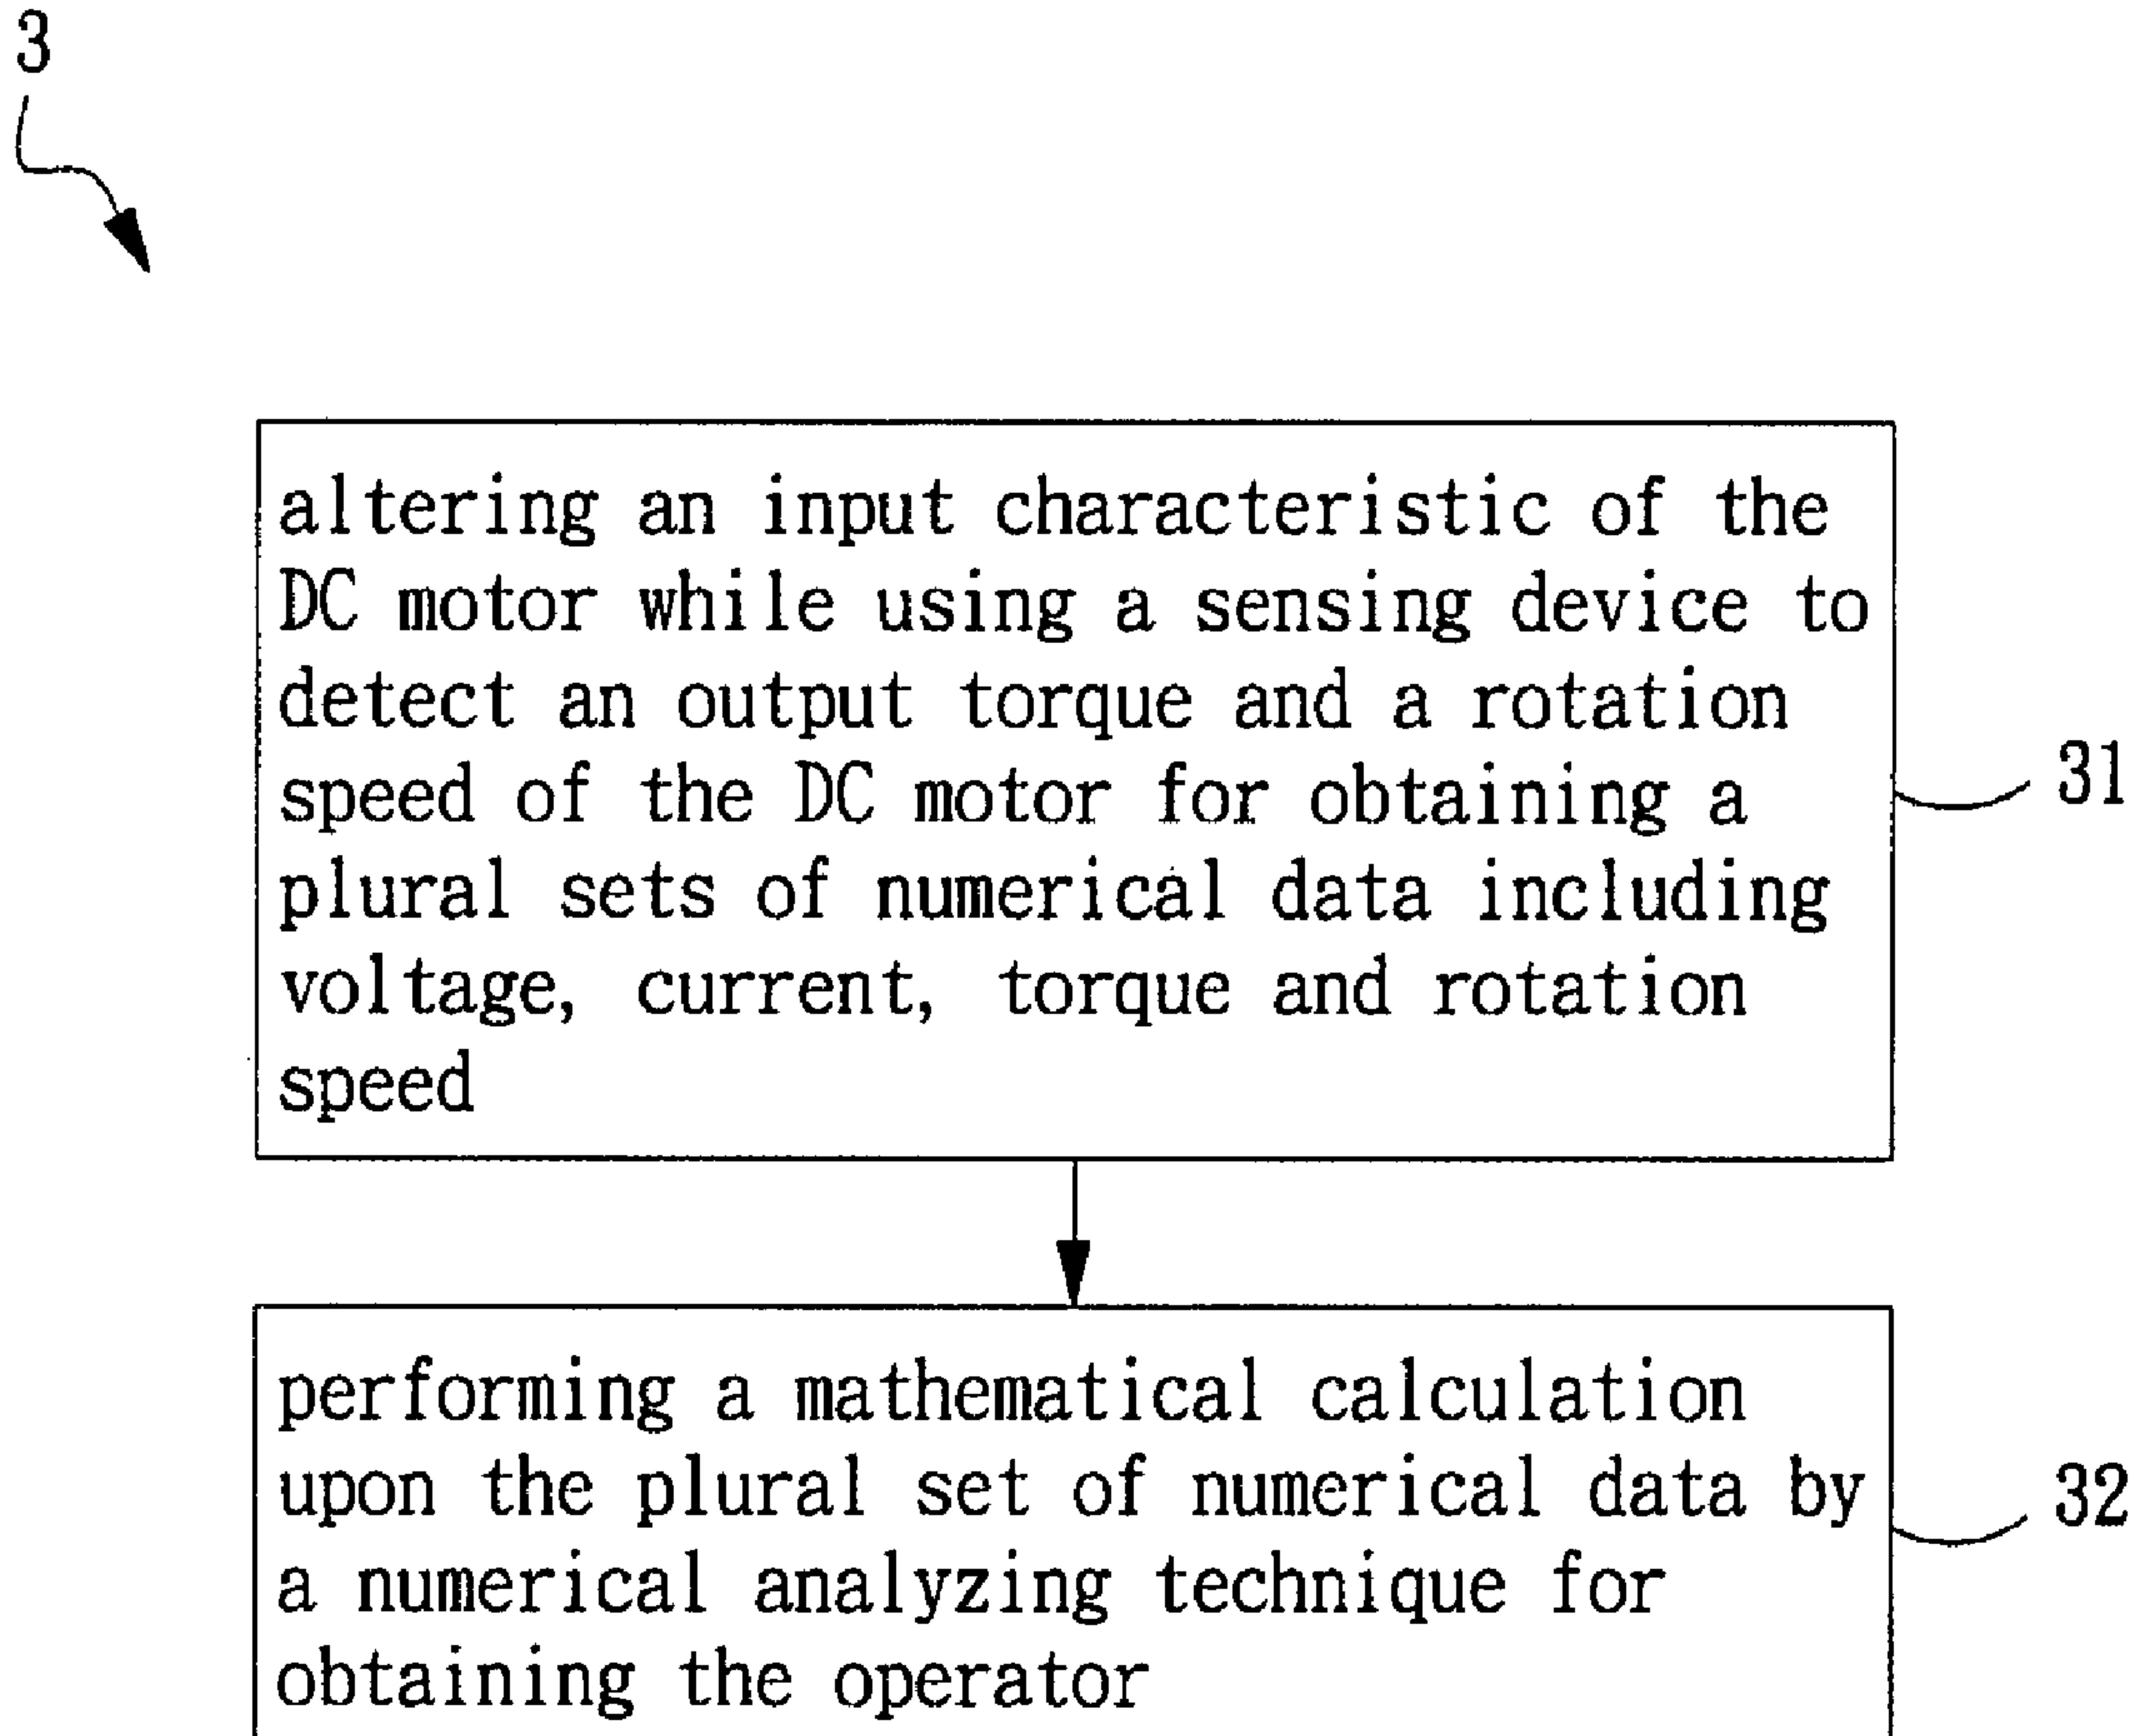 3
altering an input characteristic of the
DC motor while using a sensing device to
detect an output torque and a rotation
speed of the DC motor for obtaining a
plural sets of numerical data including
voltage, current, torque and rotation
speed
31
performing a mathematical calculation
upon the plural set of numerical data by
a numerical analyzing technique for
obtaining the operator
32